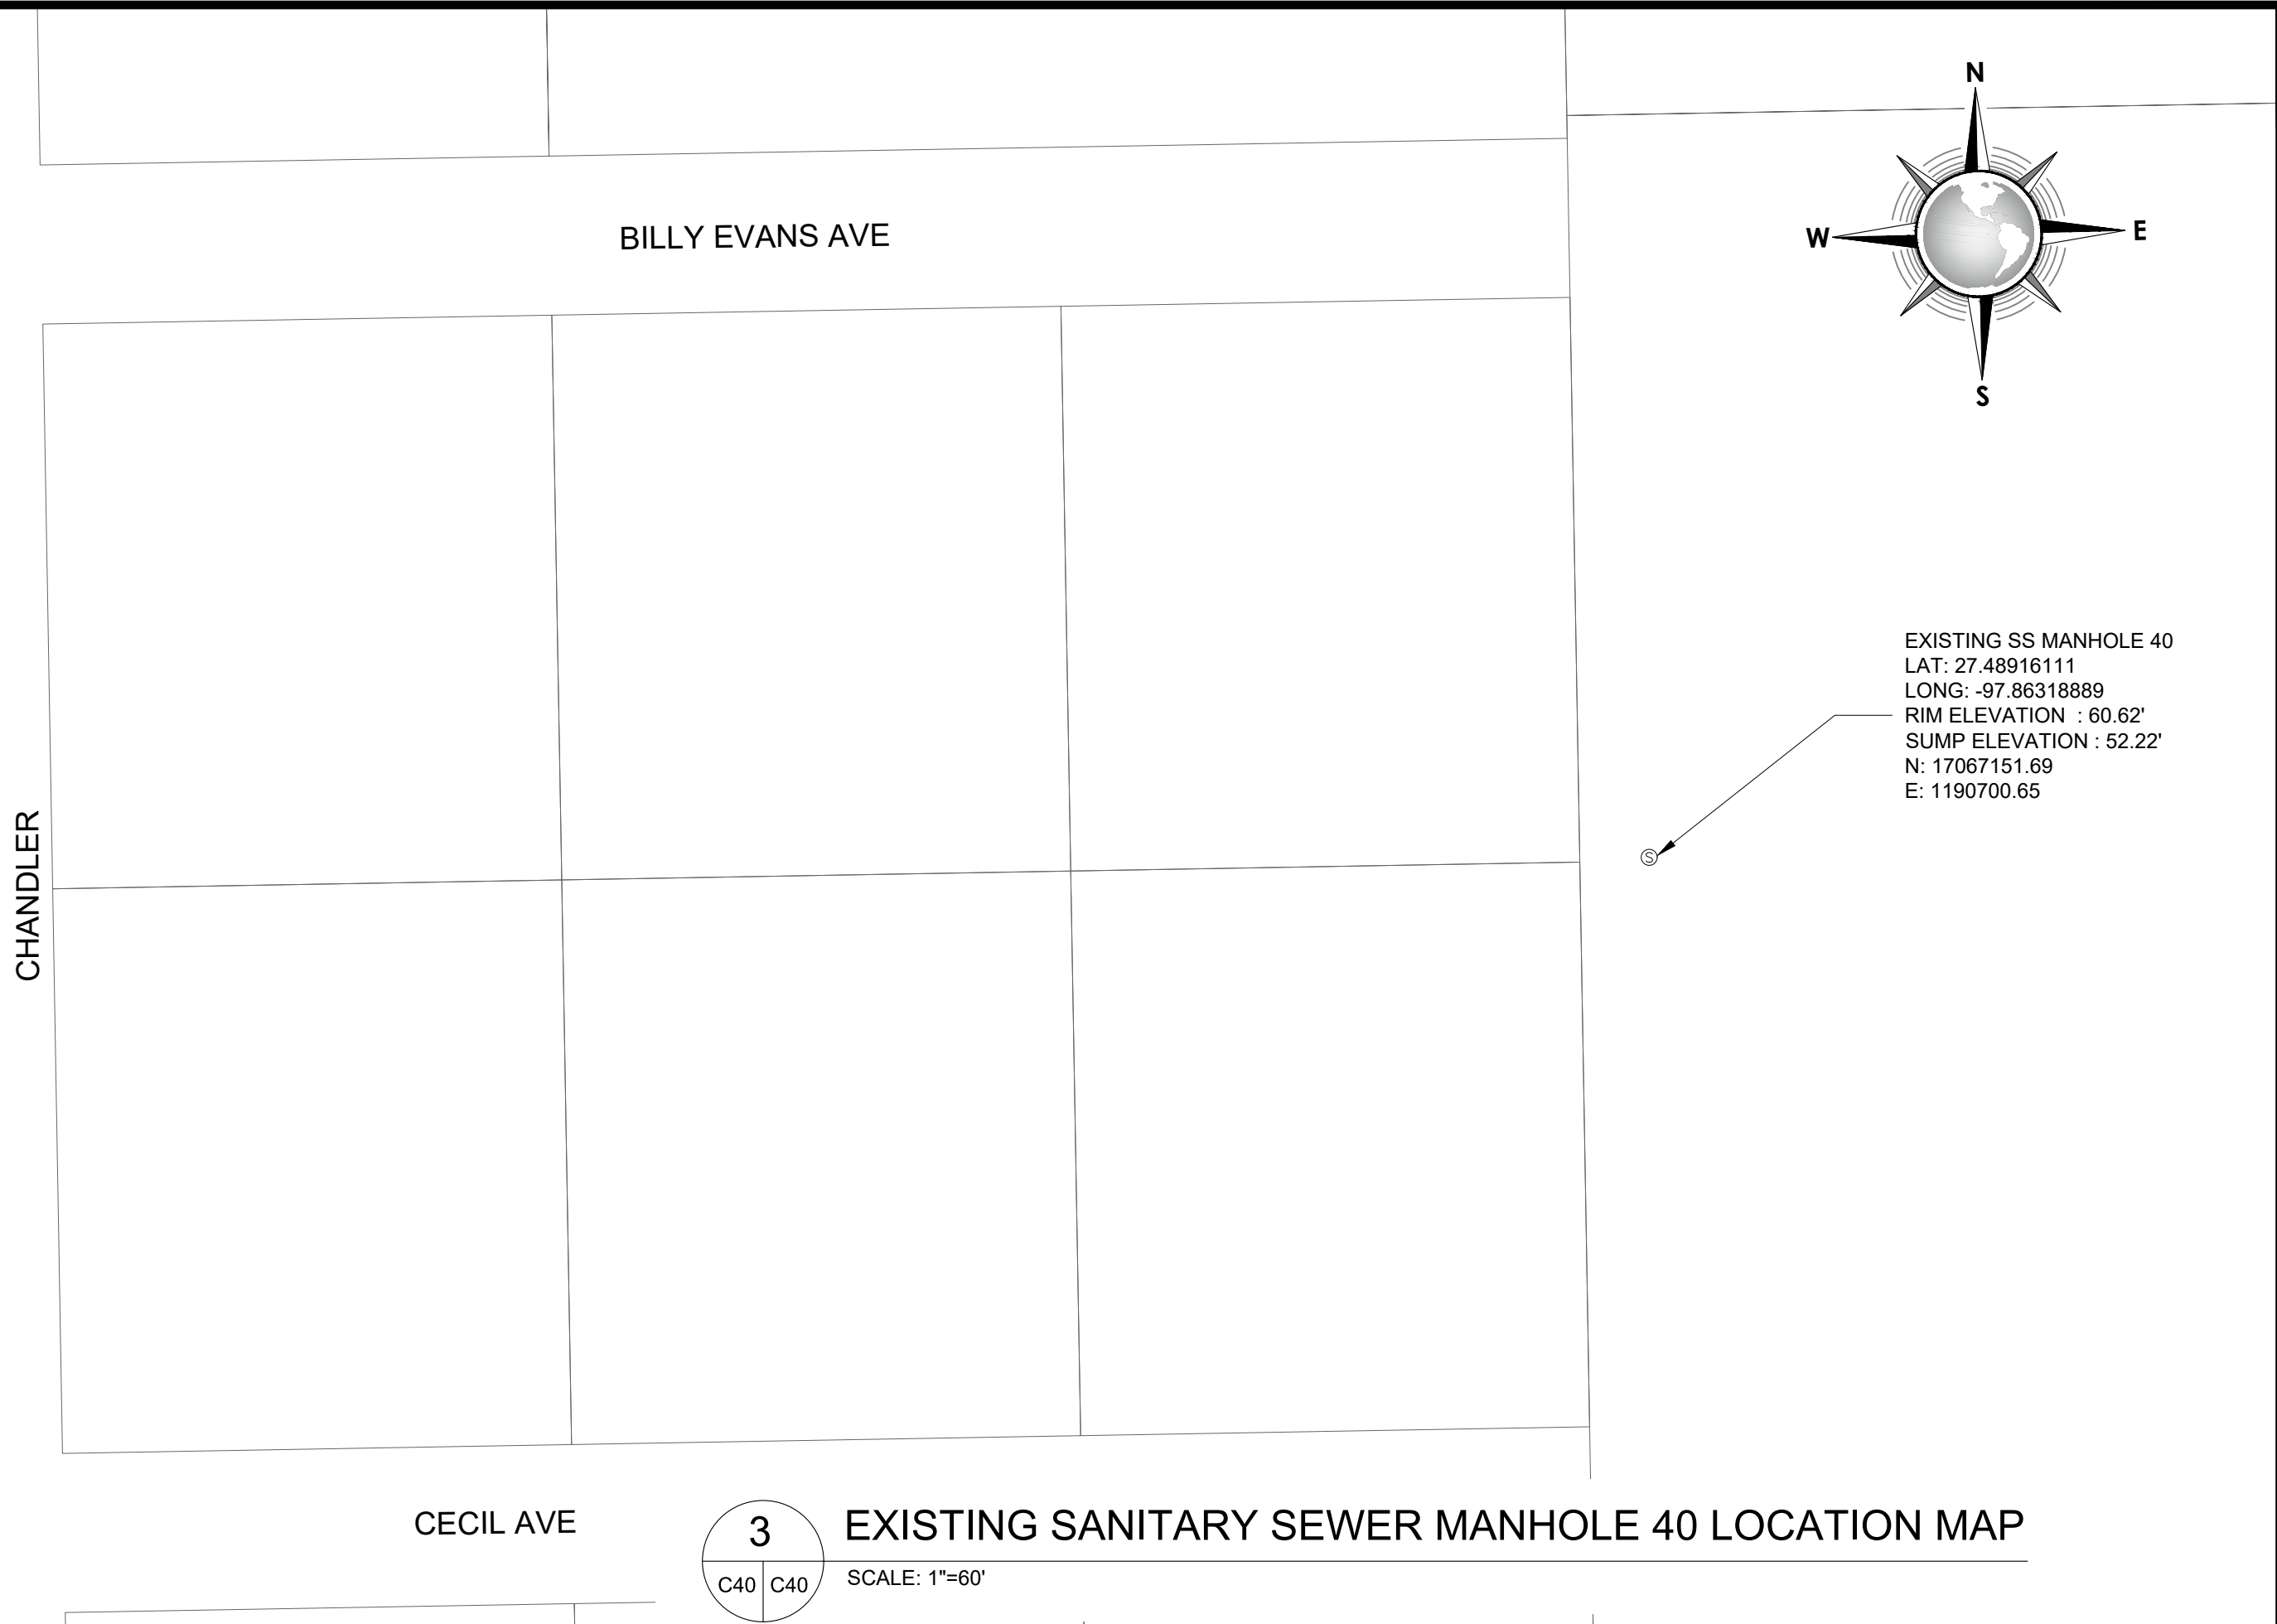 N
W
E
S
BILLY EVANS AVE
EXISTING SS MANHOLE 40
LAT: 27.48916111
LONG: -97.86318889
RIM ELEVATION : 60.62'
SUMP ELEVATION : 52.22'
N: 17067151.69
E: 1190700.65
S
CHANDLER
CECIL AVE
3
C40 C40
EXISTING SANITARY SEWER MANHOLE 40 LOCATION MAP
SCALE: 1"=60'